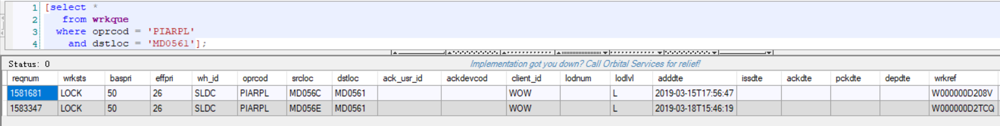 1 [select *
2 from wrkque
3 where oprcod = 'PIARPL'
4 and dstloc = 'MD0561'];
Status: 0 Implementation got you down? Call Orbital Services for relief!
reqnum wrksts baspri effpri wh_id oprcod srcloc dstloc ack_usr_id ackdevcod client_id lodnum lodlvl adddte issdte ackdte pckdte depdte wrkref
1581681 LOCK 50 26 SLDC PIARPL MD056C MD0561 WOW L 2019-03-15T17:56:47 W000000D208V
1583347 LOCK 50 26 SLDC PIARPL MD056E MD0561 WOW L 2019-03-18T15:46:19 W000000D2TCQ